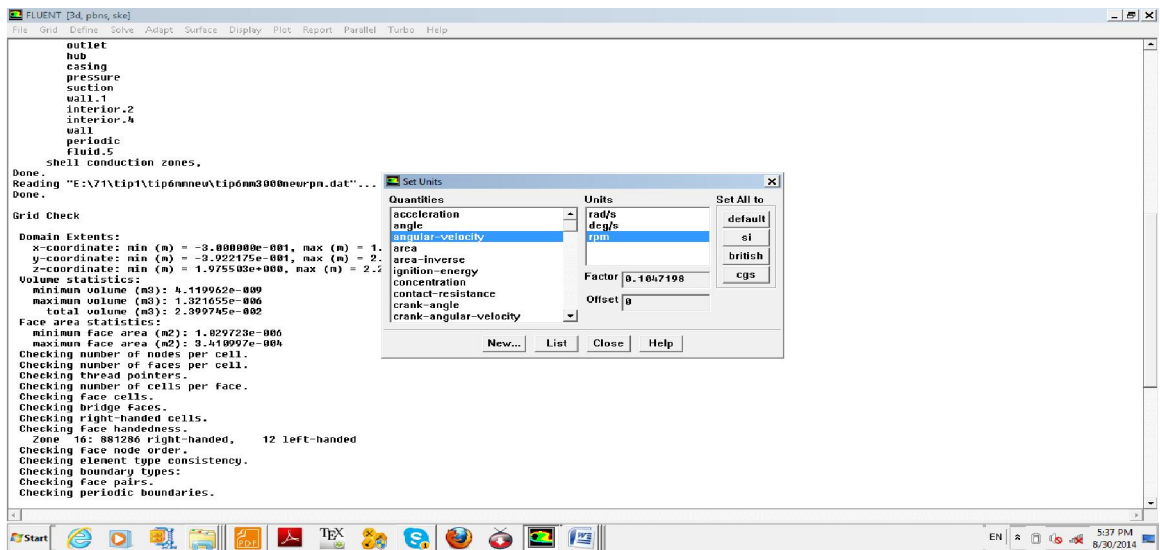 FLUENT [3d, pbns, ske]
File Grid Define Solve Adapt Surface Display Plot Report Parallel Turbo Help
outlet
hub
casing
pressure
suction
wall.1
interior.2
interior.4
wall
periodic
fluid.5
shell conduction zones,
Done.
Reading "E:\71\tip1\tip6mmnew\tip6mm3000newrpm.dat"...
Done.
Grid Check
Domain Extents:
x-coordinate: min (m) = -3.000000e-001, max (m) = 1.
y-coordinate: min (m) = -3.922175e-001, max (m) = 2.
z-coordinate: min (m) = 1.975503e+000, max (m) = 2.2
Volume statistics:
minimum volume (m3): 4.119962e-009
maximum volume (m3): 1.321655e-006
total volume (m3): 2.399745e-002
Face area statistics:
minimum face area (m2): 1.029723e-006
maximum face area (m2): 3.410997e-004
Checking number of nodes per cell.
Checking number of faces per cell.
Checking thread pointers.
Checking number of cells per face.
Checking face cells.
Checking bridge faces.
Checking right-handed cells.
Checking face handedness.
Zone 16: 881286 right-handed, 12 left-handed
Checking face node order.
Checking element type consistency.
Checking boundary types:
Checking face pairs.
Checking periodic boundaries.
Set Units
Quantities
acceleration
angle
angular-velocity
area
area-inverse
ignition-energy
concentration
contact-resistance
crank-angle
crank-angular-velocity
Units
rad/s
deg/s
rpm
Factor 0.1047198
Offset 0
Set All to
default
si
british
cgs
New... List Close Help
Start
PDF
TEX
EN
5:37 PM
8/30/2014